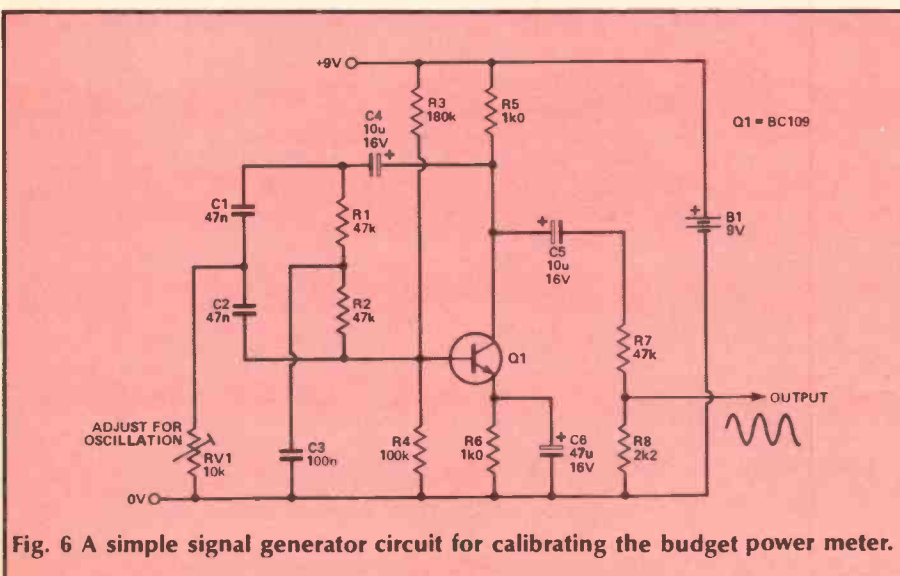 +9V
R3
180k
R5
1k0
Q1 = BC109
C4
10u
16V
+
C1
47n
R1
47k
+
B1
9V
+
C5
10u
16V
C2
47n
R2
47k
Q1
R7
47k
OUTPUT
ADJUST FOR
OSCILLATION
RV1
10k
C3
100n
R4
100k
R6
1k0
+
C6
47u
16V
R8
2k2
0V
Fig. 6 A simple signal generator circuit for calibrating the budget power meter.